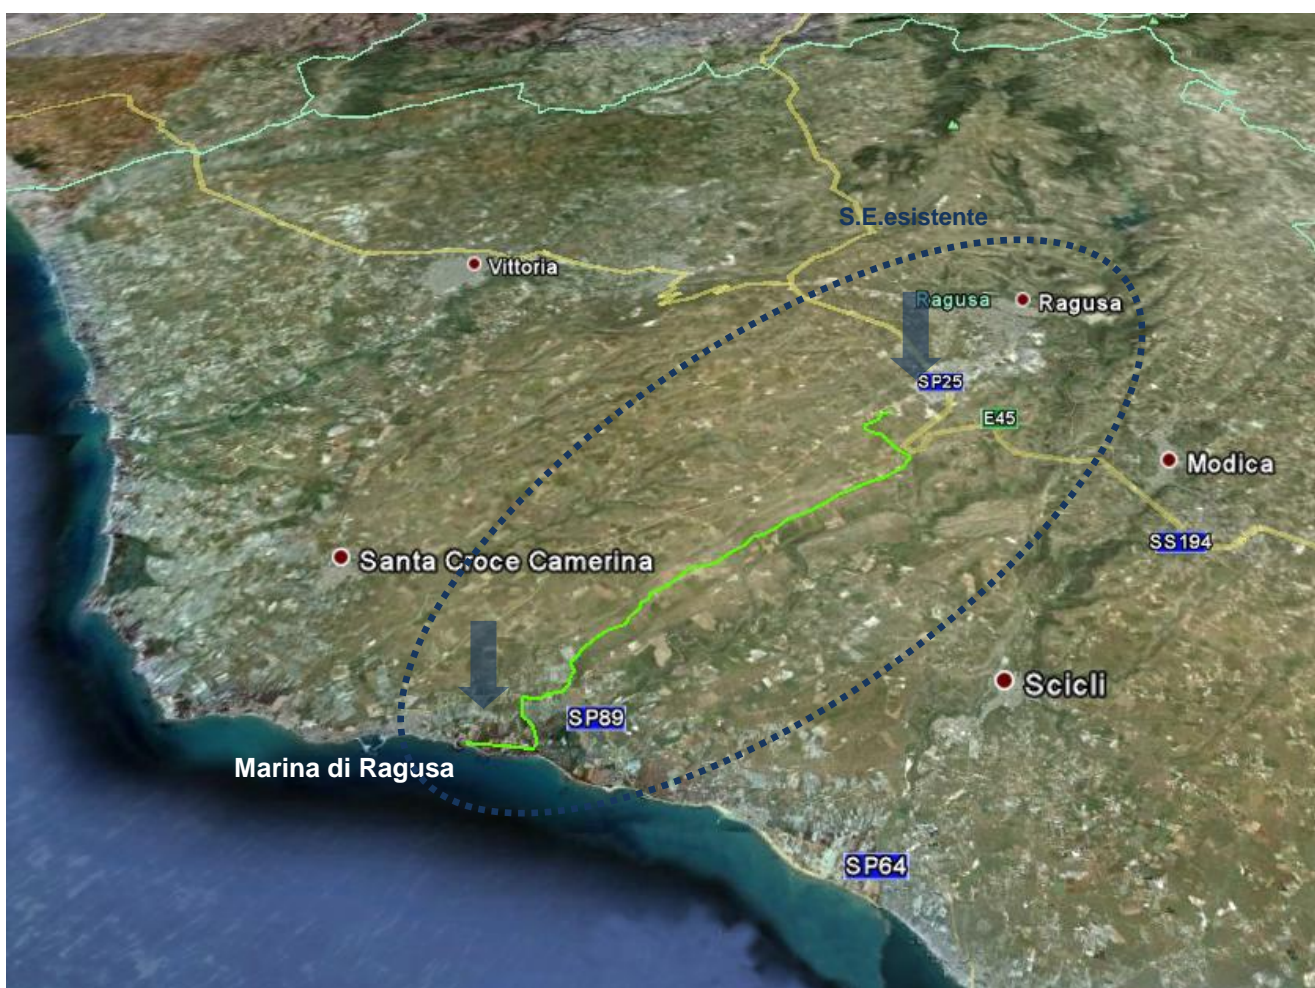 S.E.esistente
Vittoria
Ragusa
Ragusa
SP25
E45
Modica
SS194
Santa Croce Camerina
Scicli
SP89
Marina di Ragusa
SP64